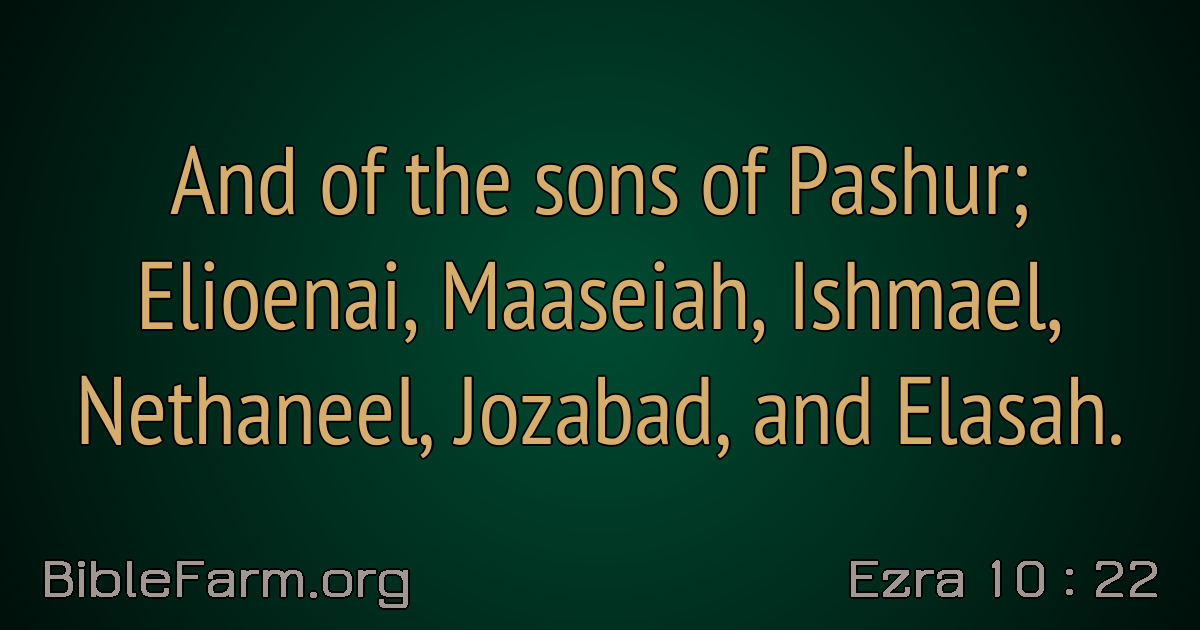 And of the sons of Pashur;
Elioenai, Maaseiah, Ishmael,
Nethaneel, Jozabad, and Elasah.
BibleFarm.org
Ezra 10 : 22